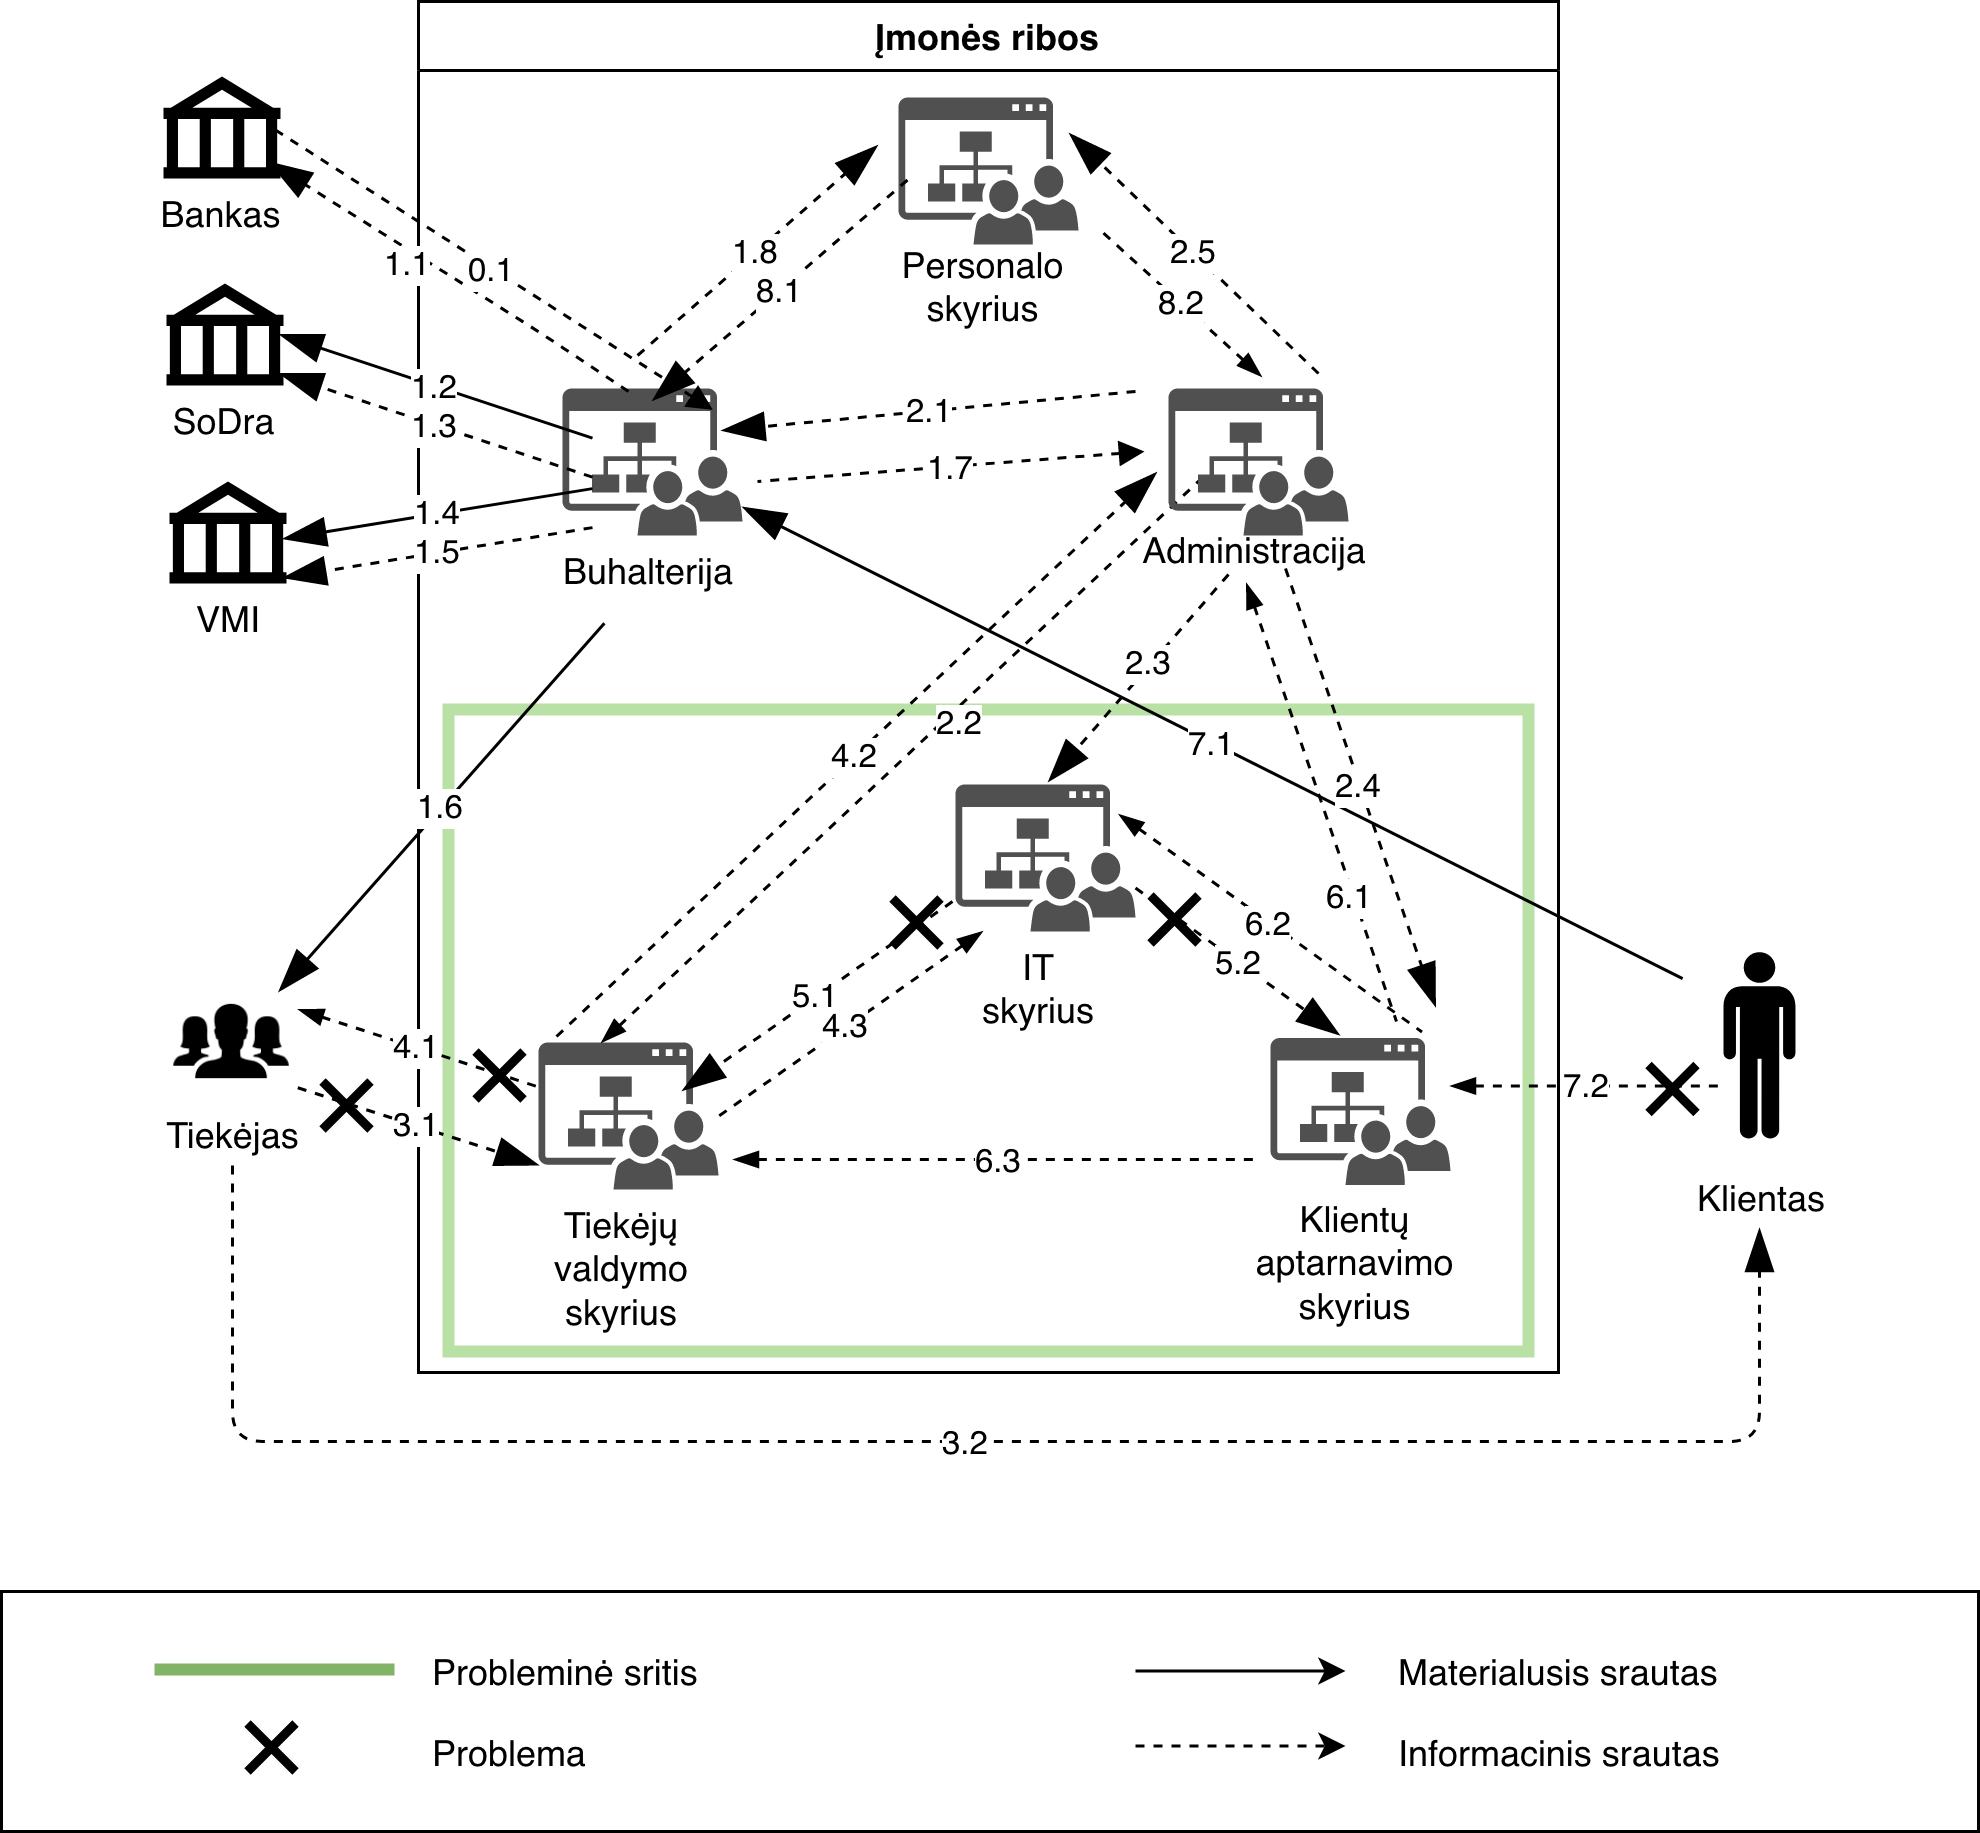 Įmonės ribos
Bankas
1.1
0.1
1.8
8.1
Personalo
skyrius
2.5
8.2
SoDra
1.2
1.3
2.1
1.7
VMI
1.4
1.5
Buhalterija
Administracija
2.3
2.2
4.2
7.1
2.4
1.6
6.1
6.2
5.2
IT
skyrius
5.1
4.3
4.1
3.1
Tiekėjas
7.2
6.3
Klientas
Tiekėjų
valdymo
skyrius
Klientų
aptarnavimo
skyrius
3.2
Probleminė sritis
Materialusis srautas
Problema
Informacinis srautas